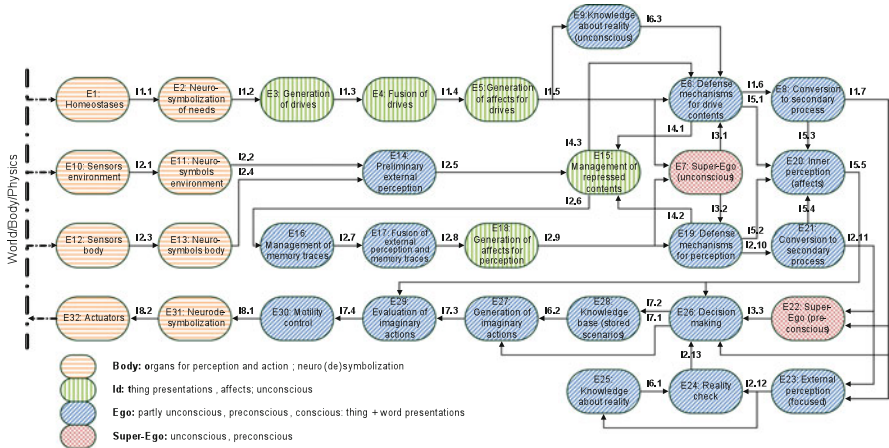 E9:Knowledge
about reality
(unconscious)
I6.3
E1:
Homeostases
I1.1
E2: Neuro-
symbolization
of needs
I1.2
E3: Generation
of drives
I1.3
E4: Fusion of
drives
I1.4
E5: Generation
of affects for
drives
I1.5
E6: Defense
mechanisms
for drive
contents
I1.6
I5.1
E8: Conversion
to secondary
process
I1.7
I4.3
I4.1
I3.1
I5.3
E10: Sensors
environment
I2.1
E11: Neuro-
symbols
environment
I2.2
I2.4
E14:
Preliminary
external
perception
I2.5
E15:
Management of
repressed
contents
E7: Super-Ego
(unconscious)
E20: Inner
perception
(affects)
I5.5
I2.6
I4.2
I3.2
I5.4
E12: Sensors
body
I2.3
E13: Neuro-
symbols body
E16:
Management of
memory traces
I2.7
E17: Fusion of
external
perception and
memory traces
I2.8
E18:
Generation of
affects for
perception
I2.9
E19: Defense
mechanisms
for perception
I5.2
I2.10
E21:
Conversion to
secondary
process
I2.11
World/Body/Physics
E32: Actuators
I8.2
E31: Neurode-
symbolization
I8.1
E30: Motility
control
I7.4
E29:
Evaluation of
imaginary
actions
I7.3
E27:
Generation of
imaginary
actions
I6.2
E28:
Knowledge
base (stored
scenarios)
I7.2
I7.1
E26: Decision
making
I3.3
E22: Super-
Ego (pre-
conscious)
I2.13
E25:
Knowledge
about reality
I6.1
E24: Reality
check
I2.12
E23: External
perception
(focused)
Body: organs for perception and action ; neuro (de)symbolization
Id: thing presentations , affects; unconscious
Ego: partly unconscious , preconscious , conscious: thing + word presentations
Super-Ego: unconscious , preconscious